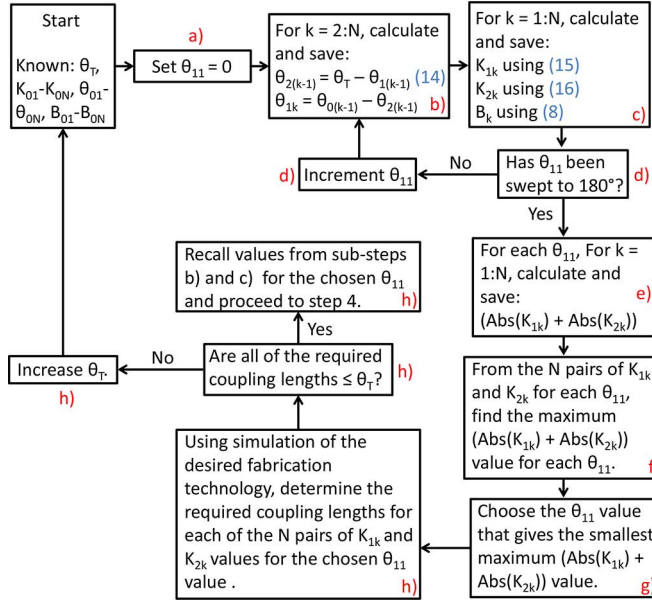 Start
Known: θT,
K01-K0N, θ01-
θ0N, B01-B0N
a)
Set θ11 = 0
For k = 2:N, calculate
and save:
θ2(k-1) = θT − θ1(k-1) (14)
θ1k = θ0(k-1) − θ2(k-1)
b)
For k = 1:N, calculate
and save:
K1k using (15)
K2k using (16)
Bk using (8)
c)
d) Increment θ11
No
Has θ11 been
swept to 180°?
d)
Yes
For each θ11, For k =
1:N, calculate and
save:
(Abs(K1k) + Abs(K2k))
e)
From the N pairs of K1k
and K2k for each θ11,
find the maximum
(Abs(K1k) + Abs(K2k))
value for each θ11.
f
Choose the θ11 value
that gives the smallest
maximum (Abs(K1k) +
Abs(K2k)) value.
g)
Using simulation of the
desired fabrication
technology, determine the
required coupling lengths for
each of the N pairs of K1k and
K2k values for the chosen θ11
value .
h)
Are all of the required
coupling lengths ≤ θT?
h)
Yes
Recall values from sub-steps
b) and c) for the chosen θ11
and proceed to step 4.
h)
No
Increase θT.
h)